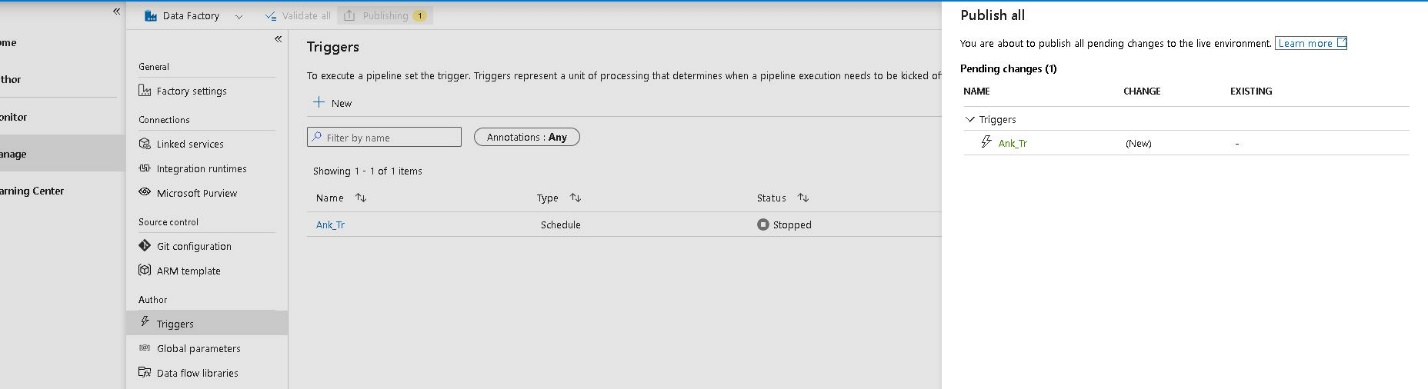 Data Factory
Validate all
Publishing 1
ome
thor
onitor
anage
arning Center
General
Factory settings
Connections
Linked services
Integration runtimes
Microsoft Purview
Source control
Git configuration
ARM template
Author
Triggers
Global parameters
Data flow libraries
Triggers
To execute a pipeline set the trigger. Triggers represent a unit of processing that determines when a pipeline execution needs to be kicked of
New
Filter by name
Annotations : Any
Showing 1 - 1 of 1 items
Name Type Status
Ank_Tr Schedule Stopped
Publish all
You are about to publish all pending changes to the live environment. Learn more
Pending changes (1)
NAME CHANGE EXISTING
Triggers
Ank_Tr (New) -